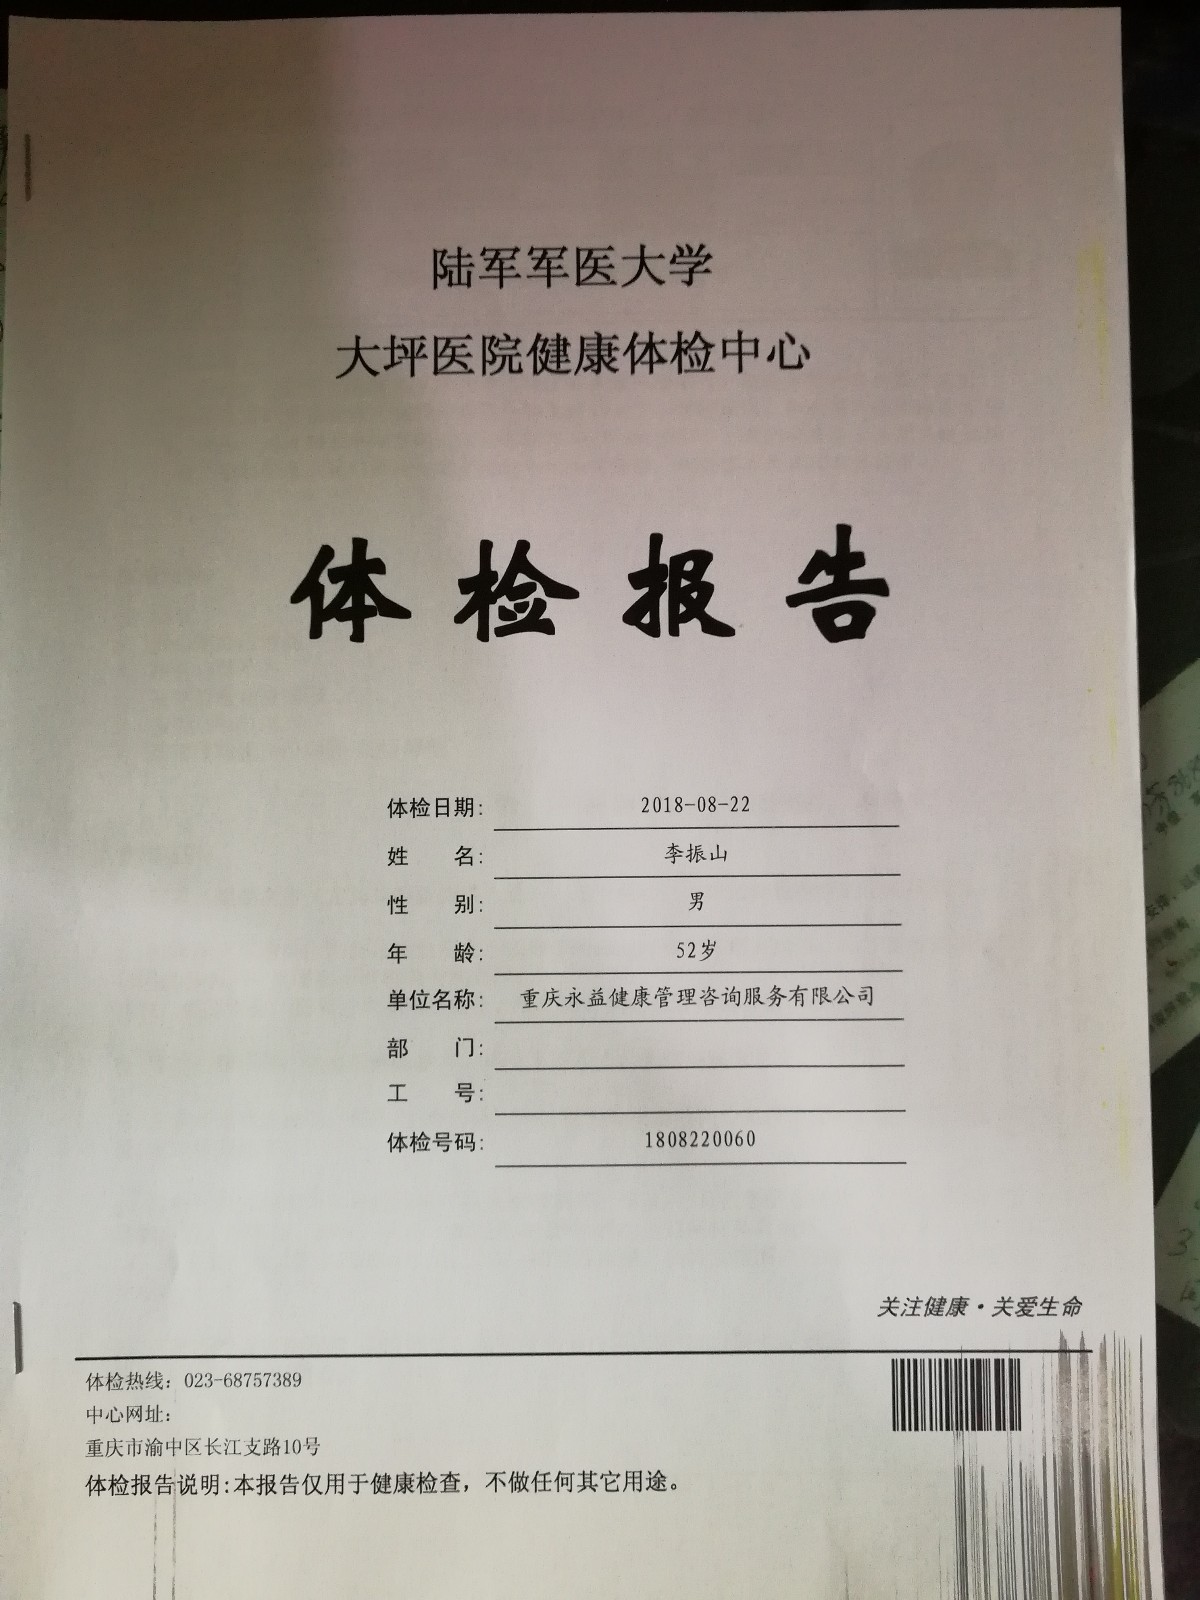 陆军军医大学
大坪医院健康体检中心
体检报告
体检日期: 2018-08-22
姓 名: 李振山
性 别: 男
年 龄: 52岁
单位名称: 重庆永益健康管理咨询服务有限公司
部 门:
工 号:
体检号码: 1808220060
关注健康·关爱生命
体检热线: 023-68757389
中心网址:
重庆市渝中区长江支路10号
体检报告说明:本报告仅用于健康检查，不做任何其它用途。